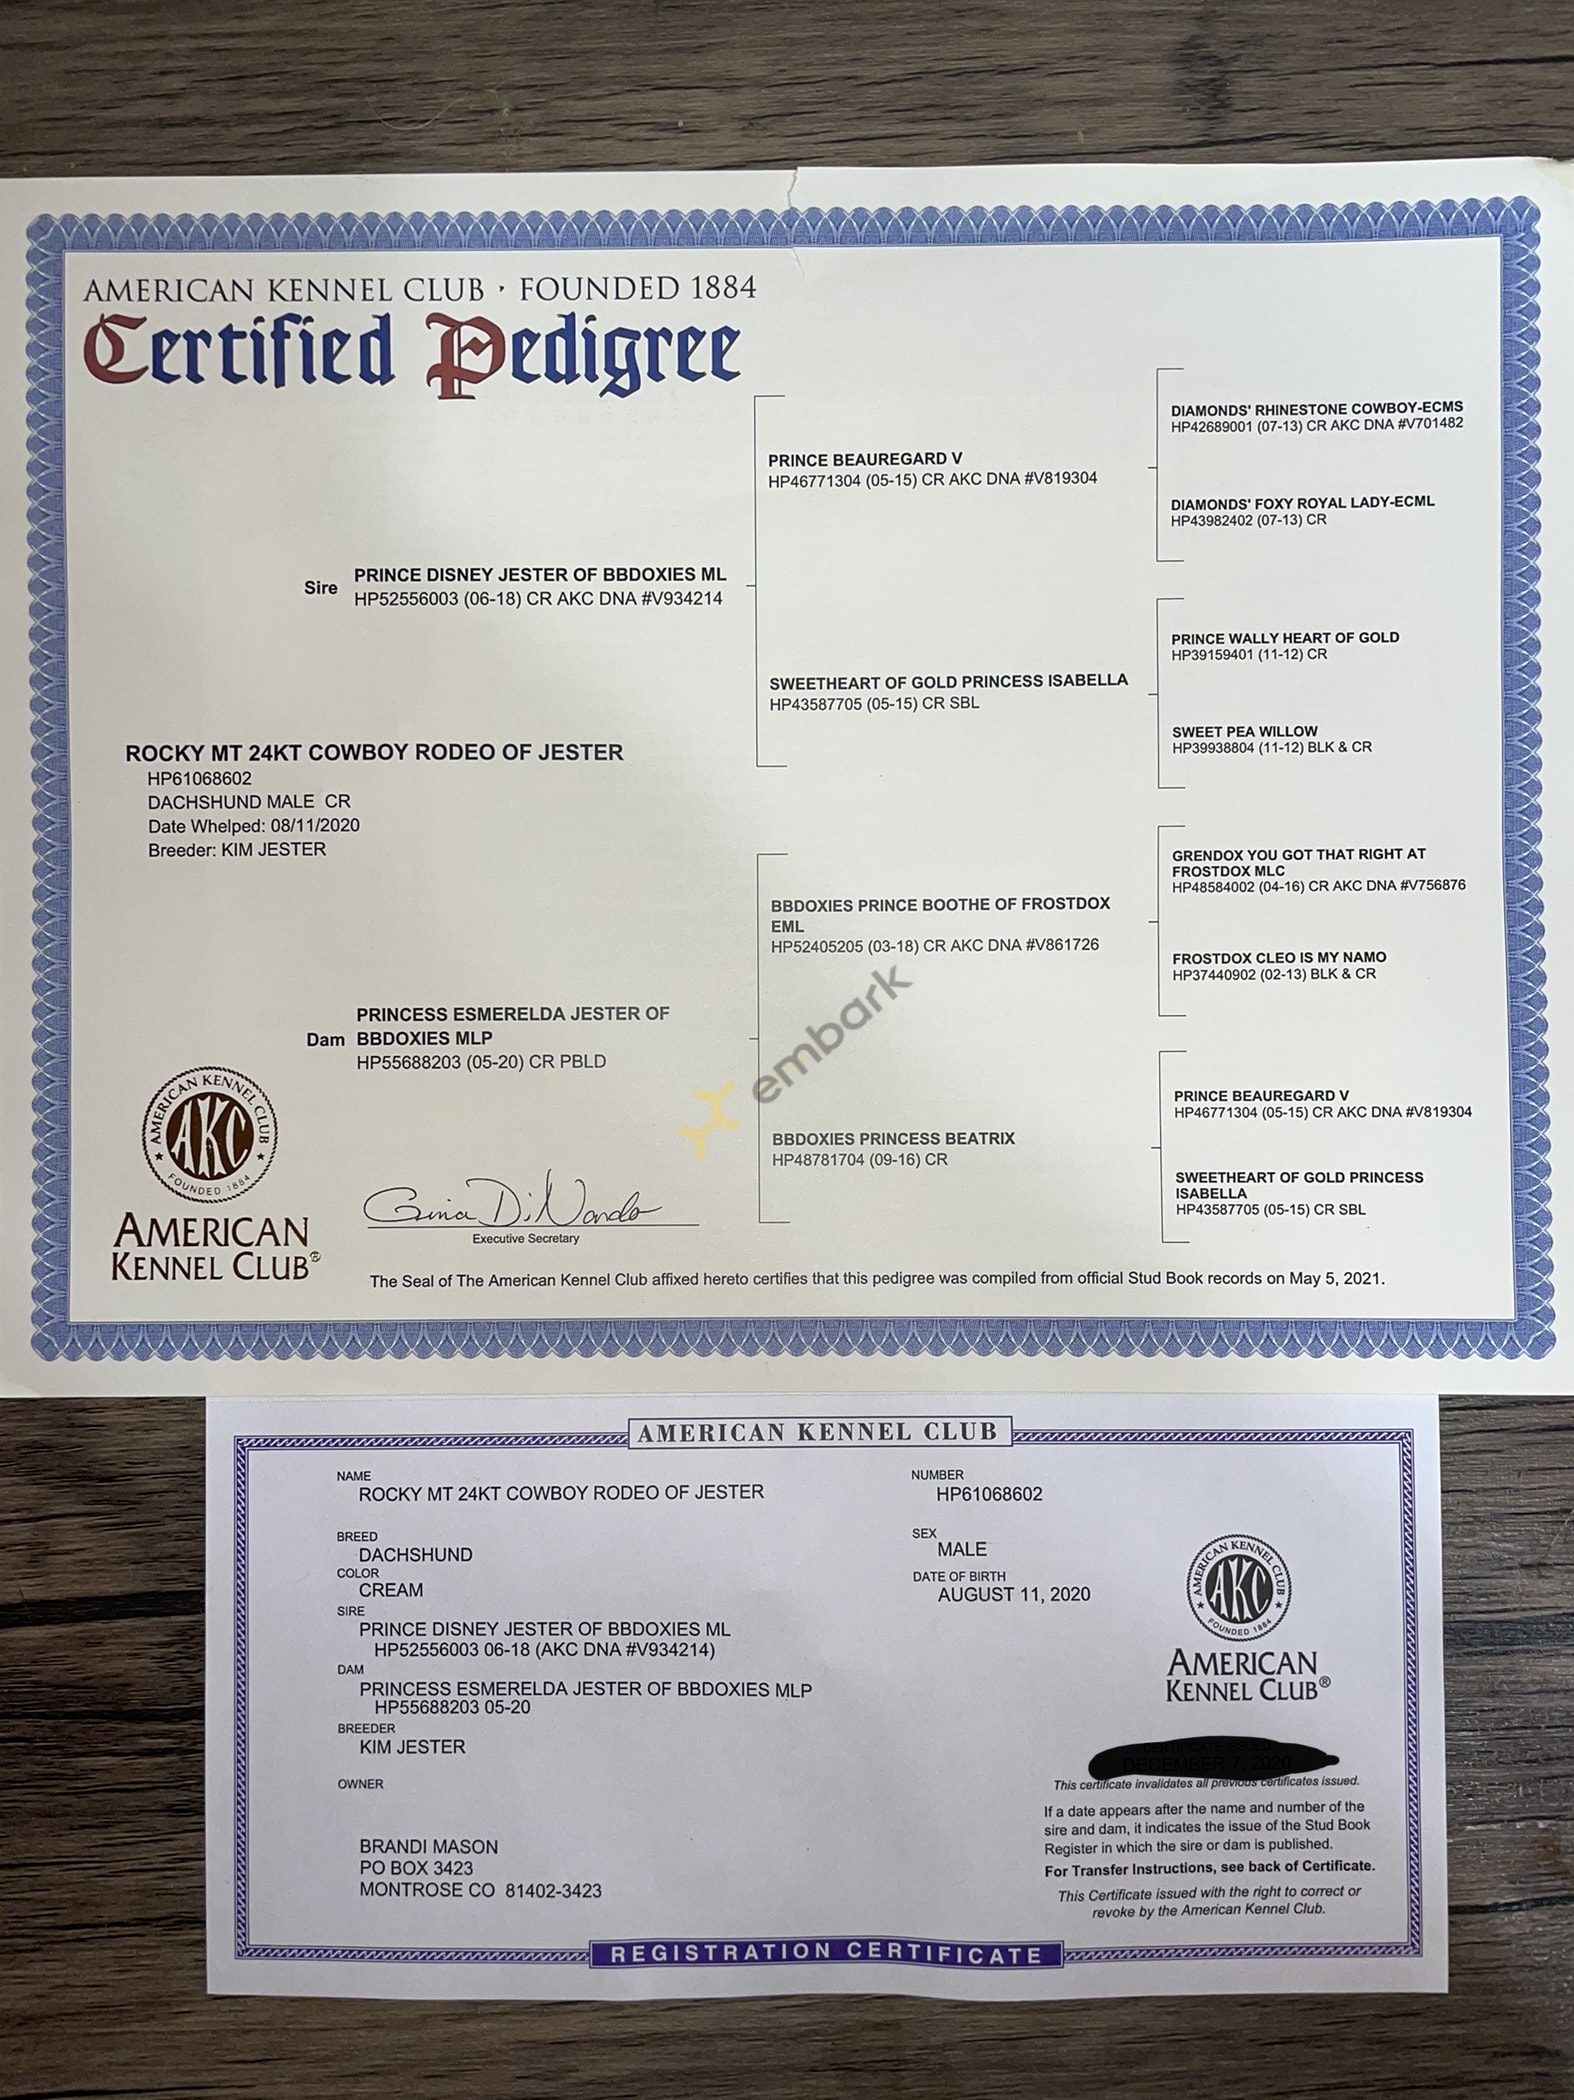 AMERICAN KENNEL CLUB · FOUNDED 1884
Certified Pedigree
DIAMONDS' RHINESTONE COWBOY-ECMS
HP42689001 (07-13) CR AKC DNA #V701482
PRINCE BEAUREGARD V
HP46771304 (05-15) CR AKC DNA #V819304
DIAMONDS' FOXY ROYAL LADY-ECML
HP43982402 (07-13) CR
Sire
PRINCE DISNEY JESTER OF BBDOXIES ML
HP52556003 (06-18) CR AKC DNA #V934214
PRINCE WALLY HEART OF GOLD
HP39159401 (11-12) CR
SWEETHEART OF GOLD PRINCESS ISABELLA
HP43587705 (05-15) CR SBL
SWEET PEA WILLOW
HP39938804 (11-12) BLK & CR
ROCKY MT 24KT COWBOY RODEO OF JESTER
HP61068602
DACHSHUND MALE CR
Date Whelped: 08/11/2020
Breeder: KIM JESTER
GRENDOX YOU GOT THAT RIGHT AT
FROSTDOX MLC
HP48584002 (04-16) CR AKC DNA #V756876
BBDOXIES PRINCE BOOTHE OF FROSTDOX
EML
HP52405205 (03-18) CR AKC DNA #V861726
FROSTDOX CLEO IS MY NAMO
HP37440902 (02-13) BLK & CR
PRINCESS ESMERELDA JESTER OF
Dam BBDOXIES MLP
HP55688203 (05-20) CR PBLD
embark
PRINCE BEAUREGARD V
HP46771304 (05-15) CR AKC DNA #V819304
BBDOXIES PRINCESS BEATRIX
HP48781704 (09-16) CR
SWEETHEART OF GOLD PRINCESS
ISABELLA
HP43587705 (05-15) CR SBL
AMERICAN KENNEL CLUB
AKC
FOUNDED 1884
AMERICAN
KENNEL CLUB®
Gina DiNardo
Executive Secretary
The Seal of The American Kennel Club affixed hereto certifies that this pedigree was compiled from official Stud Book records on May 5, 2021.
AMERICAN KENNEL CLUB
NAME
ROCKY MT 24KT COWBOY RODEO OF JESTER
NUMBER
HP61068602
BREED
DACHSHUND
SEX
MALE
COLOR
CREAM
DATE OF BIRTH
AUGUST 11, 2020
SIRE
PRINCE DISNEY JESTER OF BBDOXIES ML
HP52556003 06-18 (AKC DNA #V934214)
DAM
PRINCESS ESMERELDA JESTER OF BBDOXIES MLP
HP55688203 05-20
BREEDER
KIM JESTER
OWNER
BRANDI MASON
PO BOX 3423
MONTROSE CO 81402-3423
AMERICAN KENNEL CLUB
AKC
FOUNDED 1884
AMERICAN
KENNEL CLUB®
CERTIFICATE ISSUED
DECEMBER 7, 2020
This certificate invalidates all previous certificates issued.
If a date appears after the name and number of the
sire and dam, it indicates the issue of the Stud Book
Register in which the sire or dam is published.
For Transfer Instructions, see back of Certificate.
This Certificate issued with the right to correct or
revoke by the American Kennel Club.
REGISTRATION CERTIFICATE